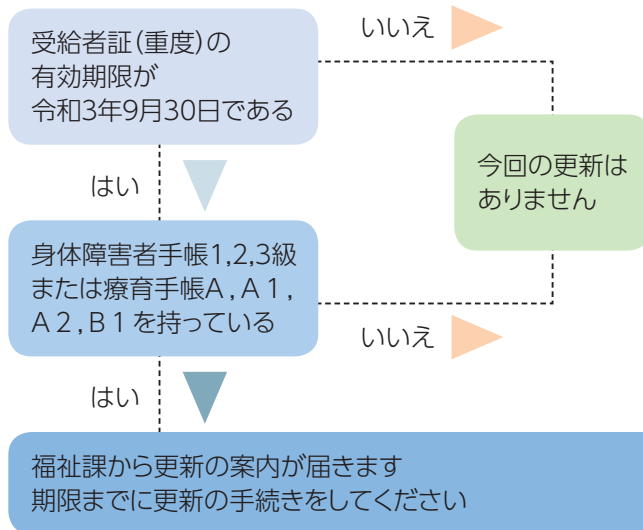 受給者証(重度)の
有効期限が
令和3年9月30日である
いいえ
今回の更新は
ありません
はい
身体障害者手帳1,2,3級
または療育手帳A,A1,
A2,B1を持っている
いいえ
はい
福祉課から更新の案内が届きます
期限までに更新の手続きをしてください